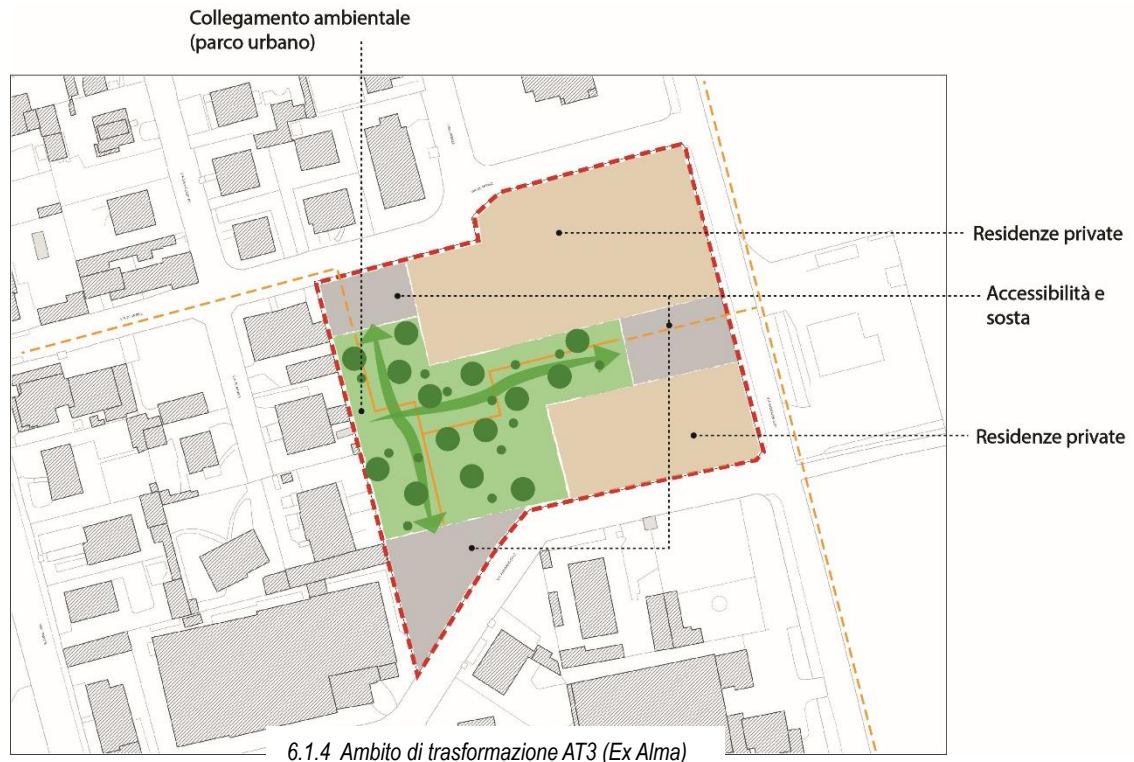 Collegamento ambientale
(parco urbano)
Residenze private
Accessibilità e
sosta
Residenze private
6.1.4 Ambito di trasformazione AT3 (Ex Alma)